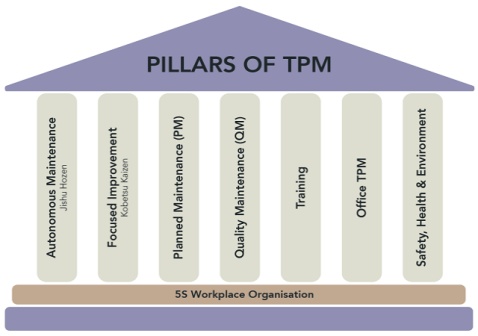 PILLARS OF TPM
Autonomous Maintenance
Jishu Hozen
Focused Improvement
Kobetsu Kaizen
Planned Maintenance (PM)
Quality Maintenance (QM)
Training
Office TPM
Safety, Health & Environment
5S Workplace Organisation